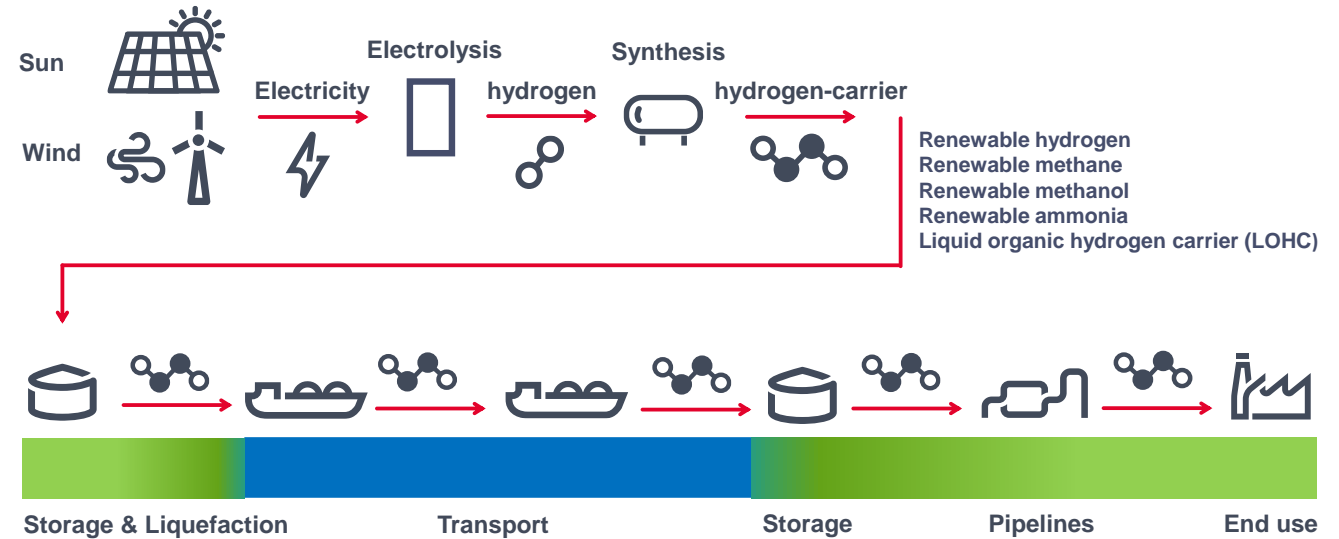 Sun
Wind
Electricity
Electrolysis
hydrogen
Synthesis
hydrogen-carrier
Renewable hydrogen
Renewable methane
Renewable methanol
Renewable ammonia
Liquid organic hydrogen carrier (LOHC)
Storage & Liquefaction
Transport
Storage
Pipelines
End use